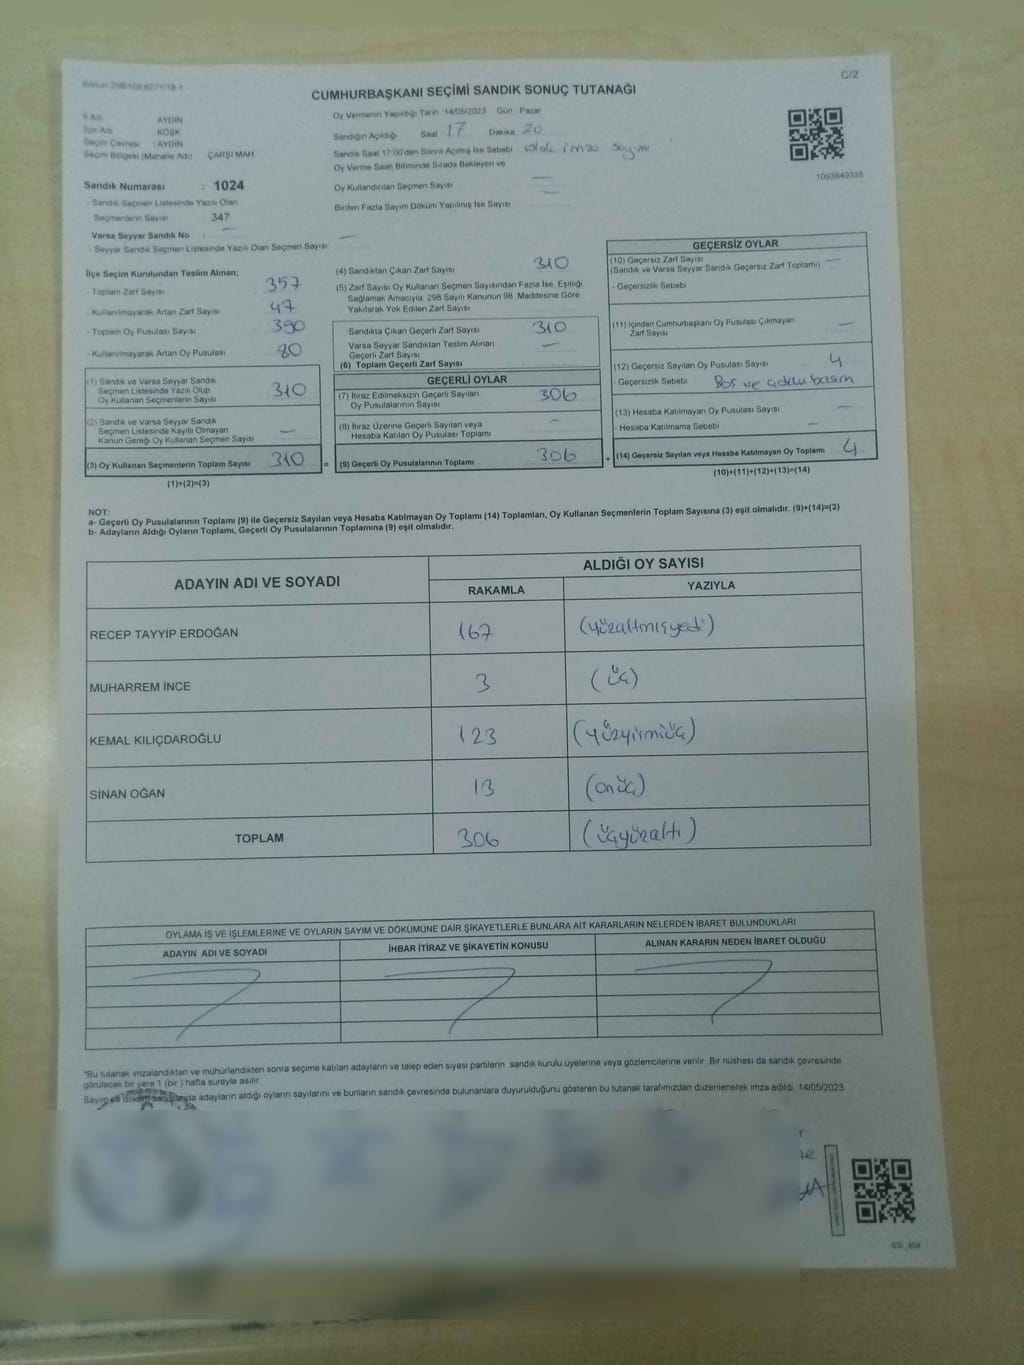 C/2
CUMHURBAŞKANI SEÇİMİ SANDIK SONUÇ TUTANAĞI
İl Adı : AYDIN
İlçe Adı : KÖŞK
Seçim Çevresi : AYDIN
Seçim Bölgesi (Mahalle Adı) : ÇARŞI MAH.
Sandık Numarası : 1024
- Sandık Seçmen Listesinde Yazılı Olan
Seçmenlerin Sayısı : 347
Varsa Seyyar Sandık No —
- Seyyar Sandık Seçmen Listesinde Yazılı Olan Seçmen Sayısı : —
Oy Vermenin Yapıldığı Tarih 14/05/2023 Gün Pazar
Sandığın Açıldığı Saat 17 Dakika 20
Sandık Saat 17:00'den Sonra Açımış İse Sebebi ıslak imza sayımı
Oy Verme Saati Bitiminde Sırada Bekleyen ve
Oy Kullandırılan Seçmen Sayısı —
Birden Fazla Sayım Döküm Yapılmış İse Sayısı —
1093849338
İlçe Seçim Kurulundan Teslim Alınan:
- Toplam Zarf Sayısı 357
- Kullanılmayarak Artan Zarf Sayısı 47
- Toplam Oy Pusulası Sayısı 390
- Kullanılmayarak Artan Oy Pusulası 80
(1) Sandık ve Varsa Seyyar Sandık
Seçmen Listesinde Yazılı Olup
Oy Kullanan Seçmenlerin Sayısı 310
(2) Sandık ve Varsa Seyyar Sandık
Seçmen Listesinde Kayıtlı Olmayan
Kanun Gereği Oy Kullanan Seçmen Sayısı —
(3) Oy Kullanan Seçmenlerin Toplam Sayısı 310
(1)+(2)=(3)
(4) Sandıktan Çıkan Zarf Sayısı 310
(5) Zarf Sayısı Oy Kullanan Seçmen Sayısından Fazla İse, Eşitliği
Sağlamak Amacıyla, 298 Sayılı Kanunun 98. Maddesine Göre
Yakılarak Yok Edilen Zarf Sayısı
Sandıkta Çıkan Geçerli Zarf Sayısı 310
Varsa Seyyar Sandıktan Teslim Alınan
Geçerli Zarf Sayısı —
(6) Toplam Geçerli Zarf Sayısı
GEÇERLİ OYLAR
(7) İtiraz Edilmeksizin Geçerli Sayılan
Oy Pusulalarının Sayısı 306
(8) İtiraz Üzerine Geçerli Sayılan veya
Hesaba Katılan Oy Pusulası Toplamı —
= (9) Geçerli Oy Pusulalarının Toplamı 306
GEÇERSİZ OYLAR
(10) Geçersiz Zarf Sayısı —
(Sandık ve Varsa Seyyar Sandık Geçersiz Zarf Toplamı)
- Geçersizlik Sebebi
(11) İçinden Cumhurbaşkanı Oy Pusulası Çıkmayan
Zarf Sayısı —
(12) Geçersiz Sayılan Oy Pusulası Sayısı 4
- Geçersizlik Sebebi Boş ve
(13) Hesaba Katılmayan Oy Pusulası Sayısı —
- Hesaba Katılmama Sebebi —
+ (14) Geçersiz Sayılan veya Hesaba Katılmayan Oy Toplamı 4
(10)+(11)+(12)+(13)=(14)
NOT:
a- Geçerli Oy Pusulalarının Toplamı (9) ile Geçersiz Sayılan veya Hesaba Katılmayan Oy Toplamı (14) Toplamları, Oy Kullanan Seçmenlerin Toplam Sayısına (3) eşit olmalıdır. (9)+(14)=(3)
b- Adayların Aldığı Oyların Toplamı, Geçerli Oy Pusulalarının Toplamına (9) eşit olmalıdır.
ADAYIN ADI VE SOYADI ALDIĞI OY SAYISI
RAKAMLA YAZIYLA
RECEP TAYYİP ERDOĞAN 167 (yüzaltmışyedi)
MUHARREM İNCE 3 (üç)
KEMAL KILIÇDAROĞLU 123 (yüzyirmiüç)
SİNAN OĞAN 13 (onüç)
TOPLAM 306 (üçyüzaltı)
OYLAMA İŞ VE İŞLEMLERİNE VE OYLARIN SAYIM VE DÖKÜMÜNE DAİR ŞİKAYETLERLE BUNLARA AİT KARARLARIN NELERDEN İBARET BULUNDUKLARI
ADAYIN ADI VE SOYADI İHBAR İTİRAZ VE ŞİKAYETİN KONUSU ALINAN KARARIN NEDEN İBARET OLDUĞU
*Bu tutanak imzalandıktan ve mühürlendikten sonra seçime katılan adayların ve talep eden siyasi partilerin sandık kurulu üyelerine veya gözlemcilerine verilir. Bir nüshası da sandık çevresinde
görülecek bir yere 1 (bir) hafta süreyle asılır.
Sayım ve döküm sonucunda adayların aldığı oyların sayılarını ve bunların sandık çevresinde bulunanlara duyurulduğunu gösteren bu tutanak tarafımızdan düzenlenerek imza edildi. 14/05/2023